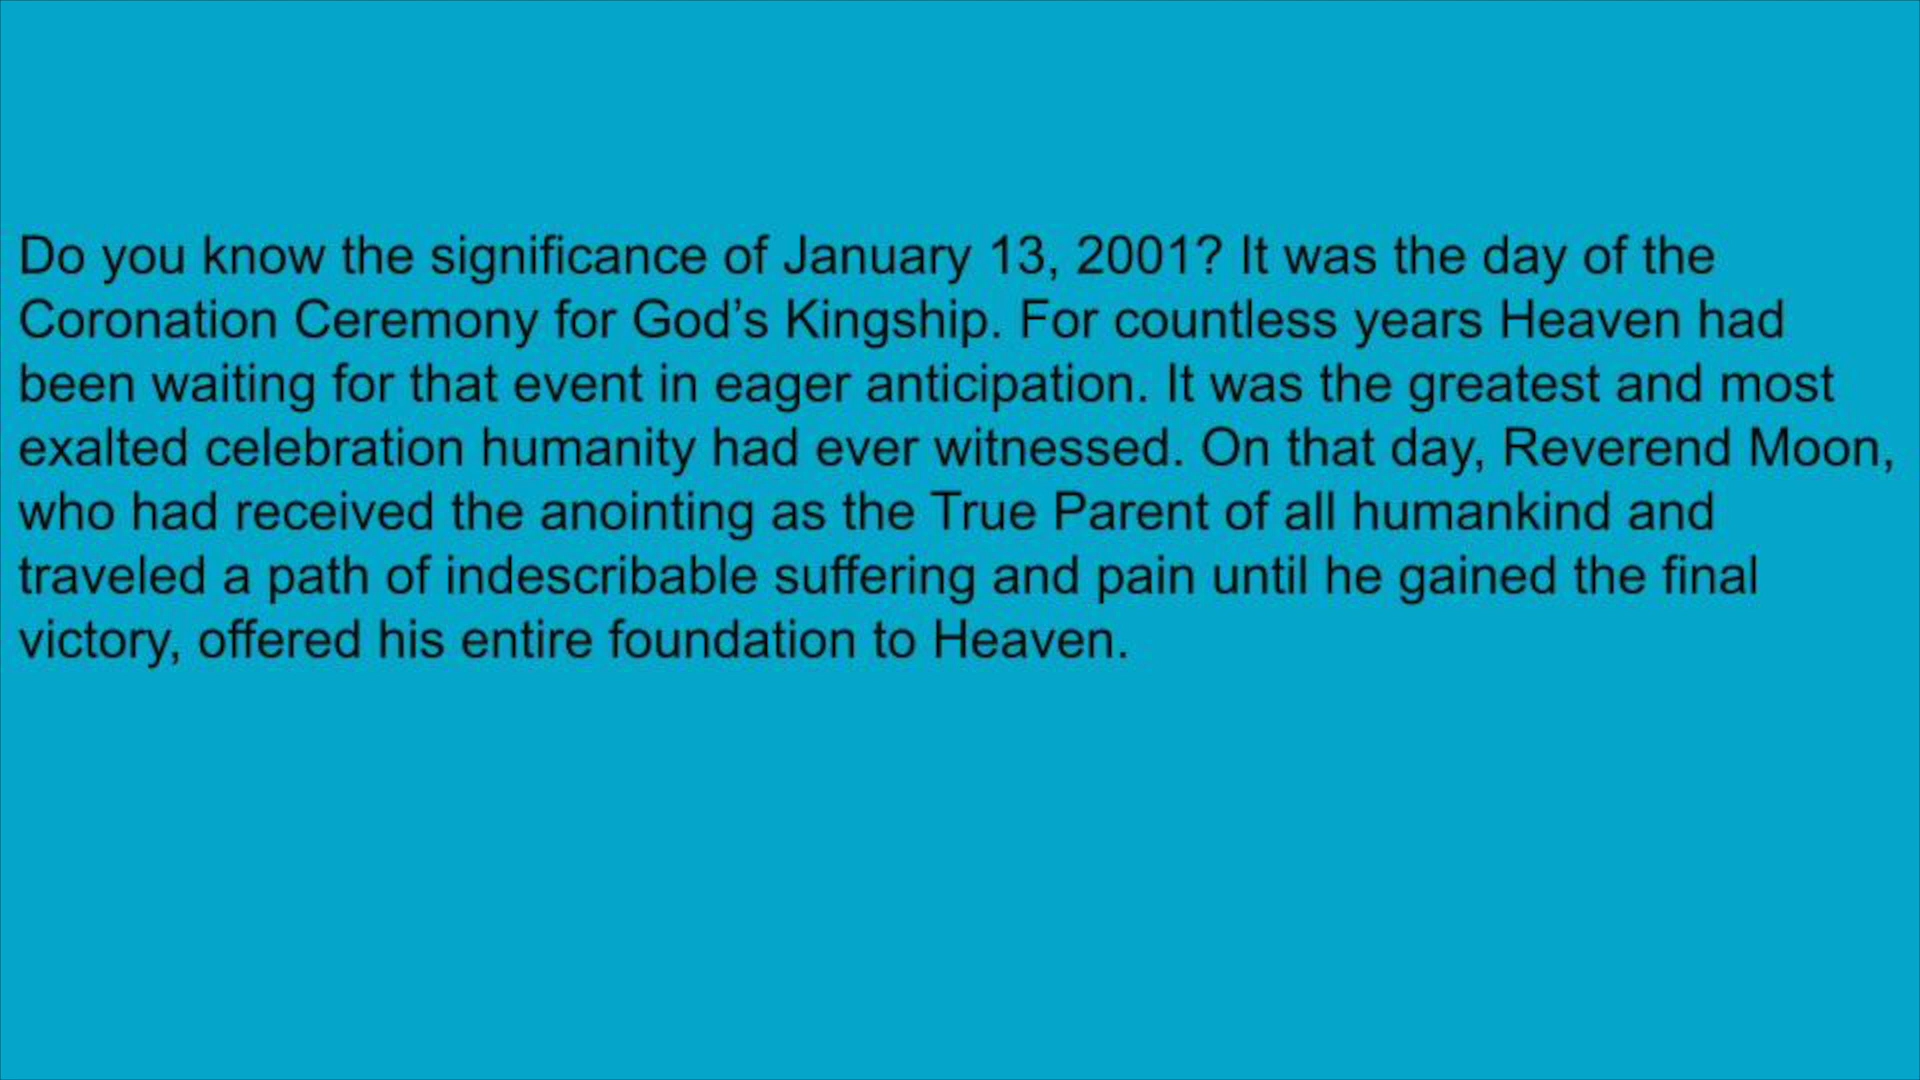 Do you know the significance of January 13, 2001? It was the day of the
Coronation Ceremony for God’s Kingship. For countless years Heaven had
been waiting for that event in eager anticipation. It was the greatest and most
exalted celebration humanity had ever witnessed. On that day, Reverend Moon,
who had received the anointing as the True Parent of all humankind and
traveled a path of indescribable suffering and pain until he gained the final
victory, offered his entire foundation to Heaven.